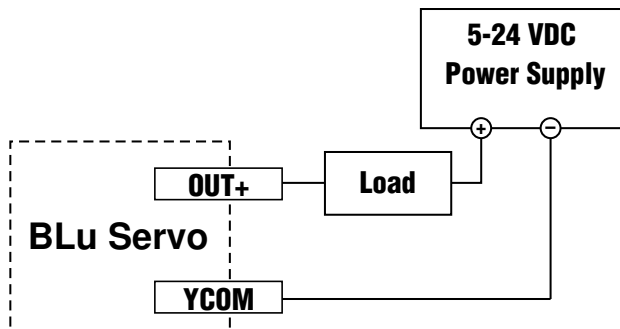 5-24 VDC
Power Supply
+
−
OUT+
Load
BLu Servo
YCOM